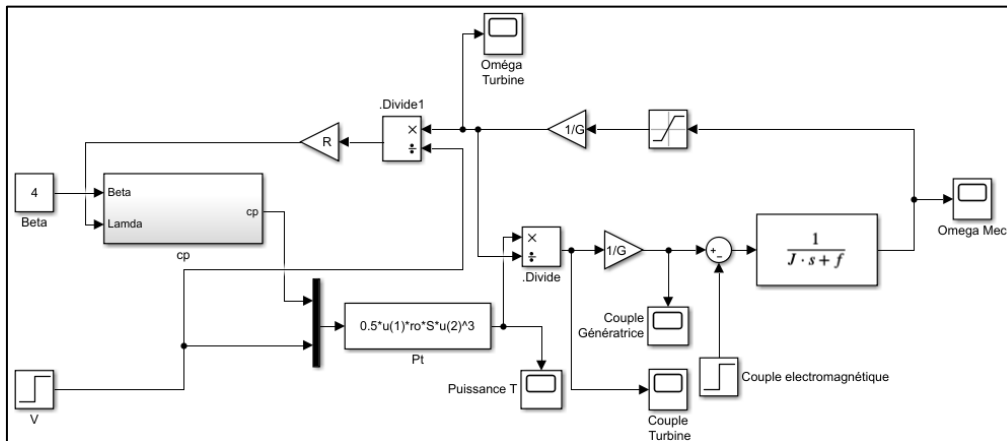 Oméga
Turbine
.Divide1
×
÷
R
1/G
4
Beta
Beta
Lamda
cp
cp
Omega Mec
×
÷
.Divide
1/G
+
−
1
J · s + f
0.5*u(1)*ro*S*u(2)^3
Pt
Couple
Génératrice
Puissance T
Couple
Turbine
Couple electromagnétique
V